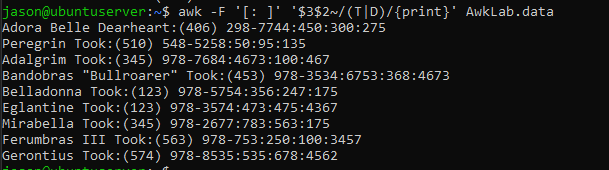 jason@ubuntuserver:~$ awk -F '[: ]' '$3$2~/(T|D)/{print}' AwkLab.data
Adora Belle Dearheart:(406) 298-7744:450:300:275
Peregrin Took:(510) 548-5258:50:95:135
Adalgrim Took:(345) 978-7684:4673:100:467
Bandobras "Bullroarer" Took:(453) 978-3534:6753:368:4673
Belladonna Took:(123) 978-5754:356:247:175
Eglantine Took:(123) 978-3574:473:475:4367
Mirabella Took:(345) 978-2677:783:563:175
Ferumbras III Took:(563) 978-753:250:100:3457
Gerontius Took:(574) 978-8535:535:678:4562